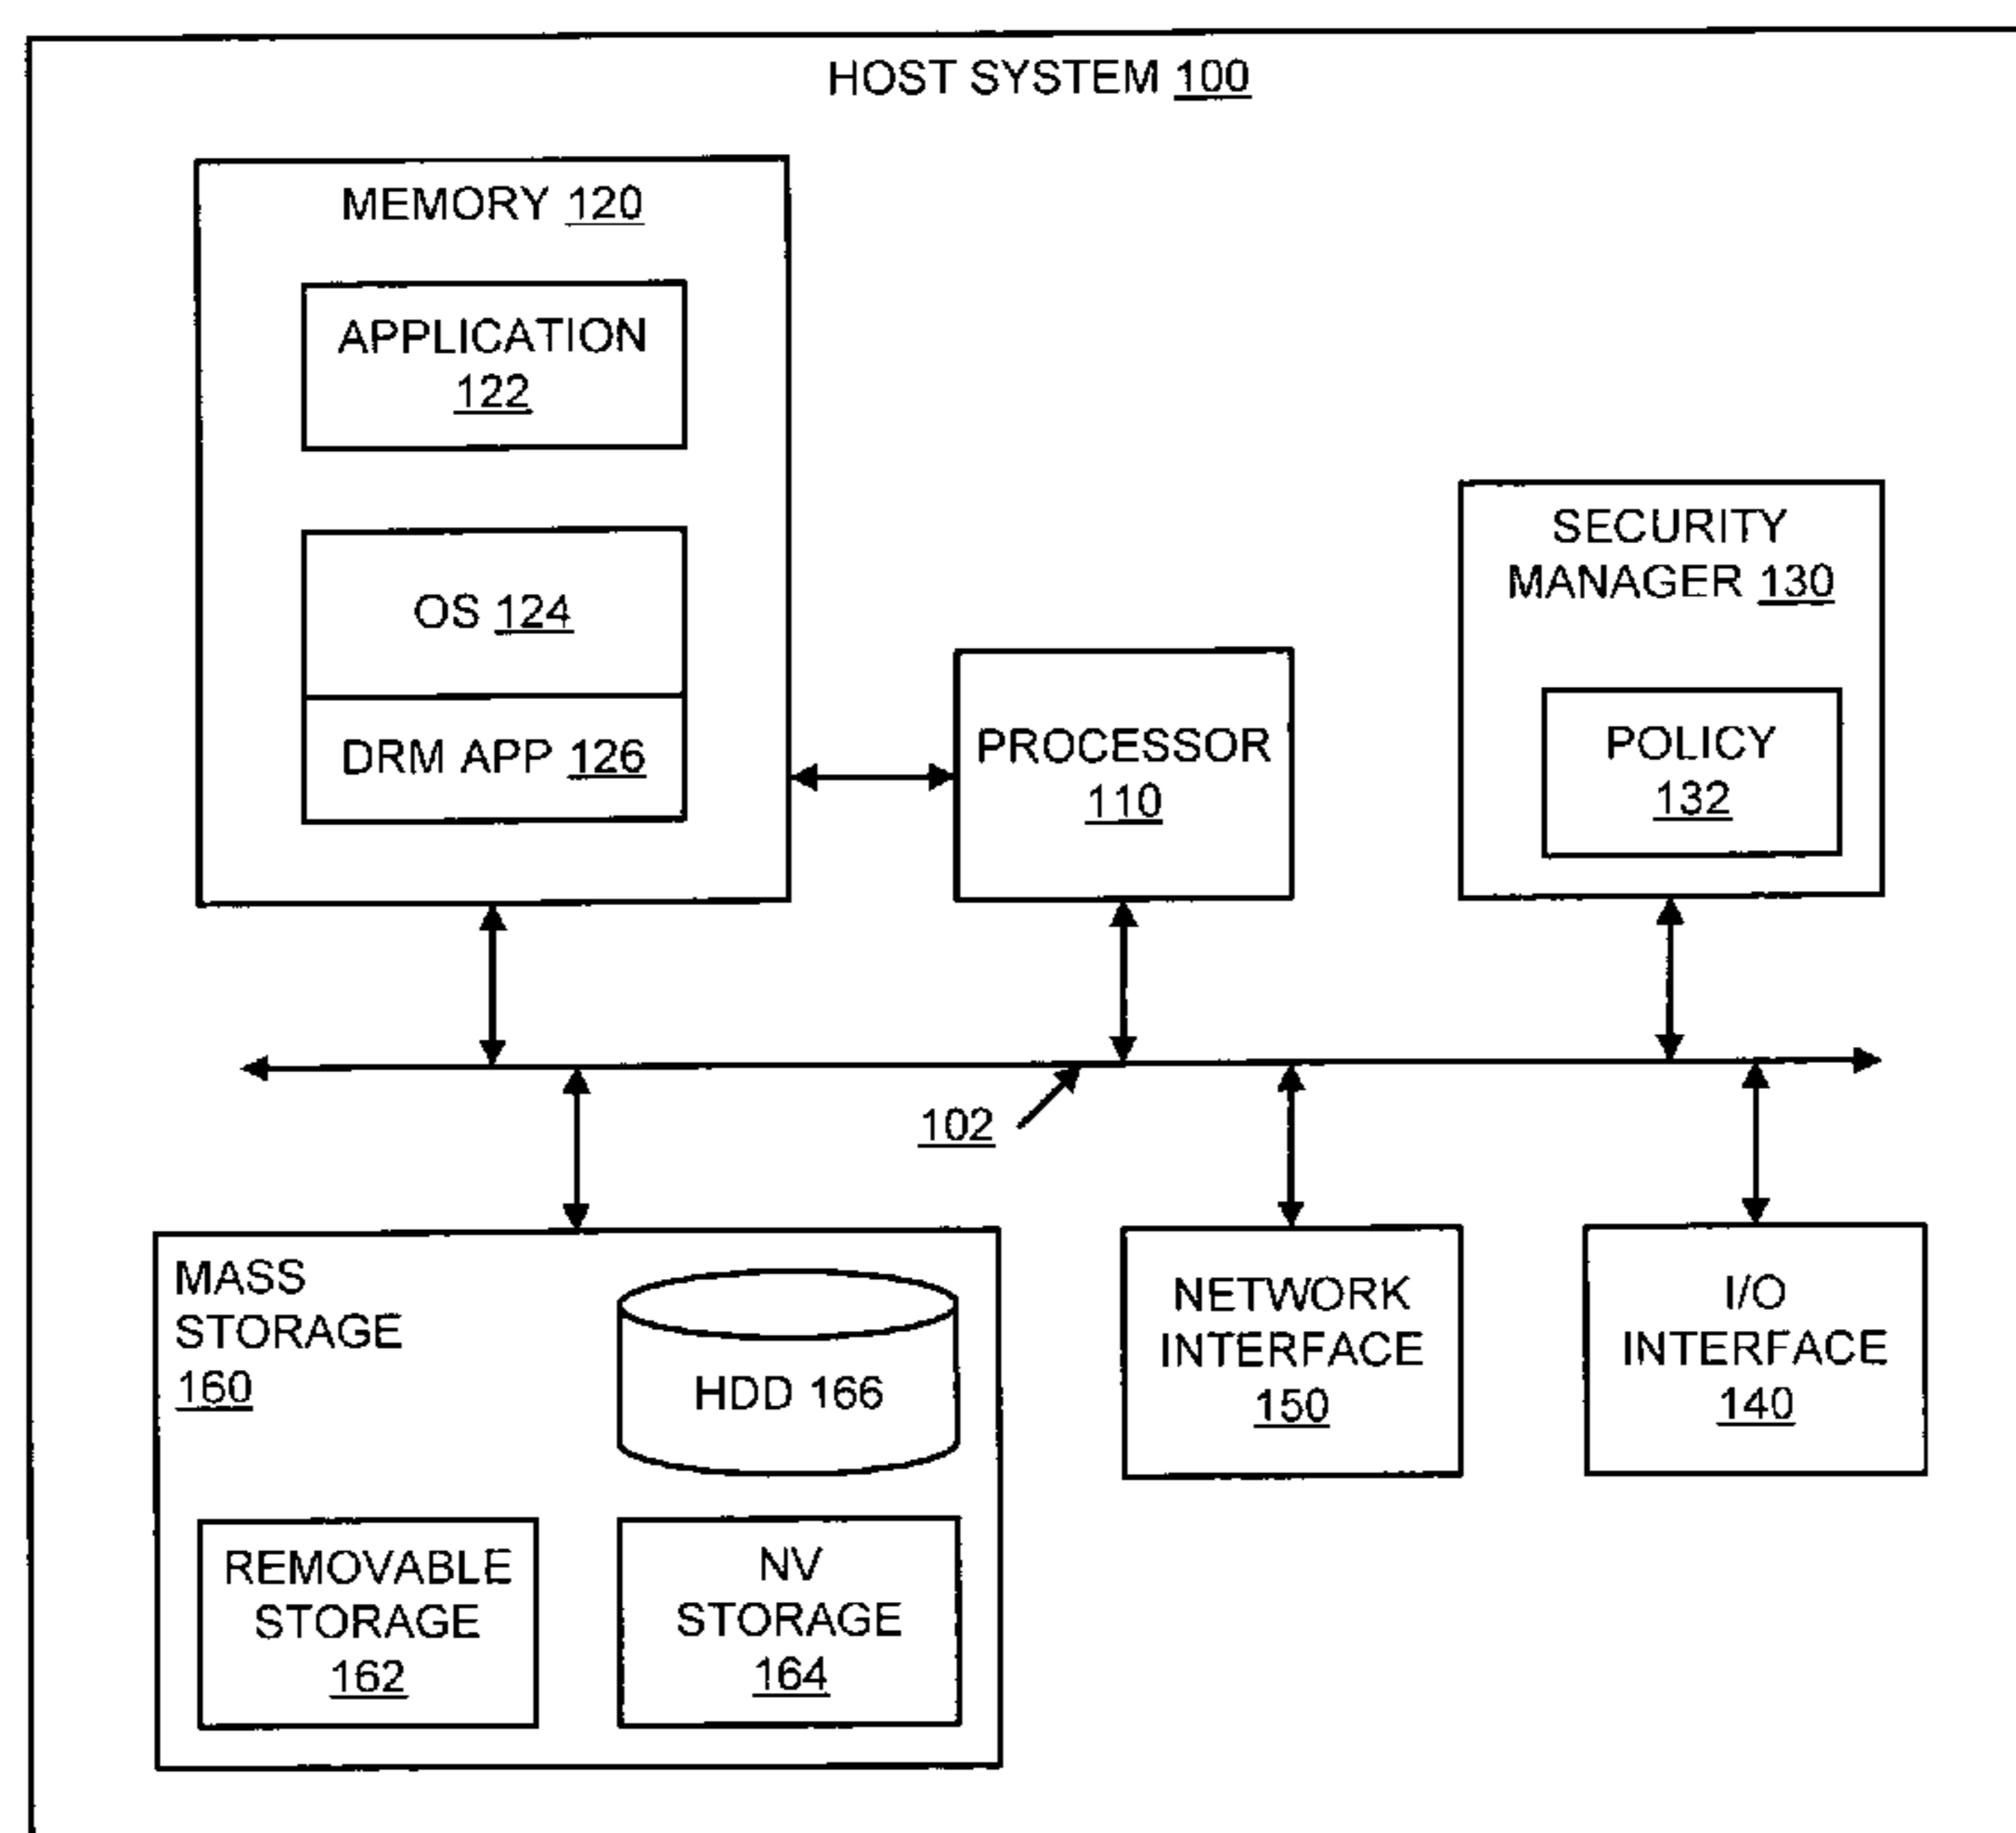 HOST SYSTEM 100
MEMORY 120
APPLICATION
122
OS 124
DRM APP 126
PROCESSOR
110
SECURITY
MANAGER 130
POLICY
132
102
MASS
STORAGE
160
HDD 166
REMOVABLE
STORAGE
162
NV
STORAGE
164
NETWORK
INTERFACE
150
I/O
INTERFACE
140